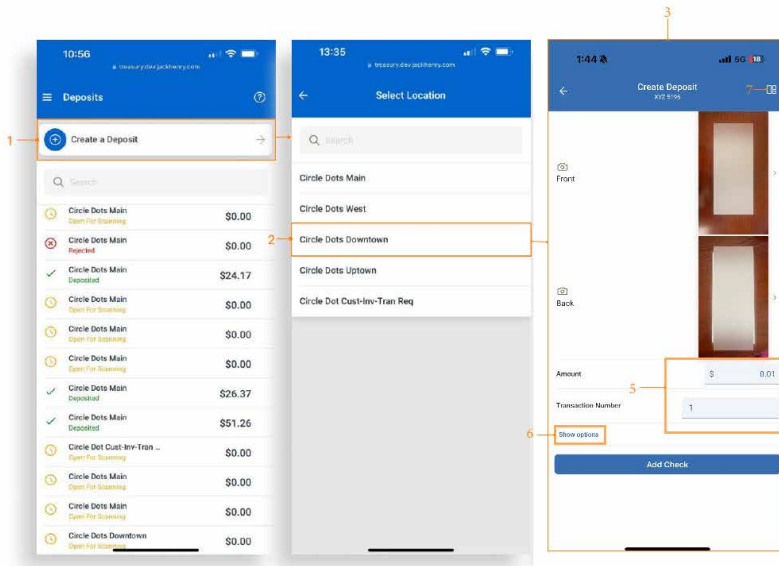 3
10:56
treasury.dev.jackhenry.com
Deposits
1
Create a Deposit
Search
Circle Dots Main
Open For Scanning
$0.00
Circle Dots Main
Rejected
$0.00
Circle Dots Main
Deposited
$24.17
Circle Dots Main
Open For Scanning
$0.00
Circle Dots Main
Open For Scanning
$0.00
Circle Dots Main
Open For Scanning
$0.00
Circle Dots Main
Deposited
$26.37
Circle Dots Main
Deposited
$51.26
Circle Dot Cust-Inv-Tran ...
Open For Scanning
$0.00
Circle Dots Main
Open For Scanning
$0.00
Circle Dots Main
Open For Scanning
$0.00
Circle Dots Downtown
Open For Scanning
$0.00
13:35
treasury.dev.jackhenry.com
Select Location
Search
Circle Dots Main
Circle Dots West
2
Circle Dots Downtown
Circle Dots Uptown
Circle Dot Cust-Inv-Tran Req
1:44
5G 18
Create Deposit
XYZ 5195
7
Front
Back
Amount
$ 0.01
5
Transaction Number
1
6
Show options
Add Check